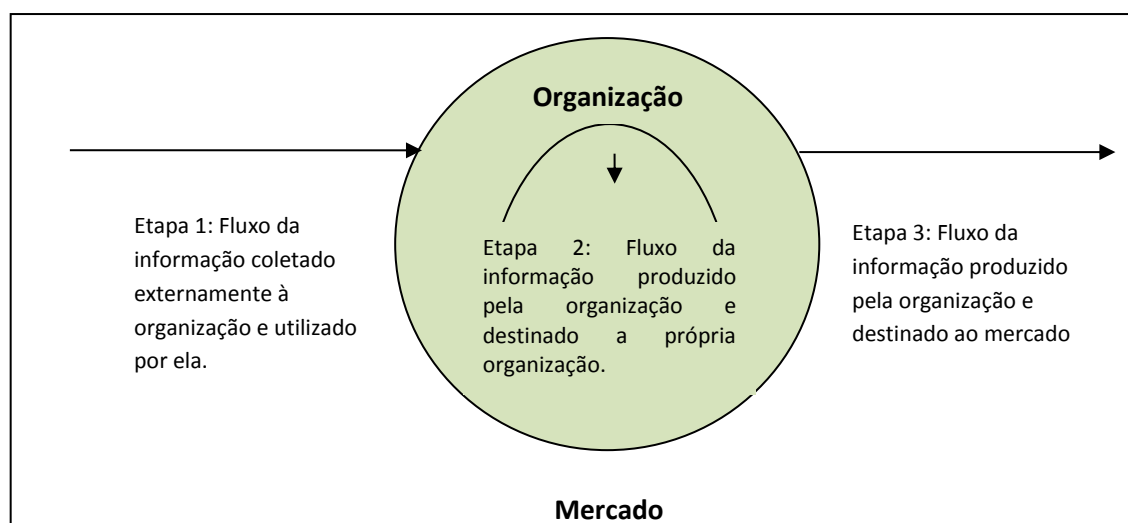 Organização
Etapa 1: Fluxo da
informação coletado
externamente à
organização e utilizado
por ela.
Etapa 2: Fluxo da
informação produzido
pela organização e
destinado a própria
organização.
Etapa 3: Fluxo da
informação produzido
pela organização e
destinado ao mercado
Mercado